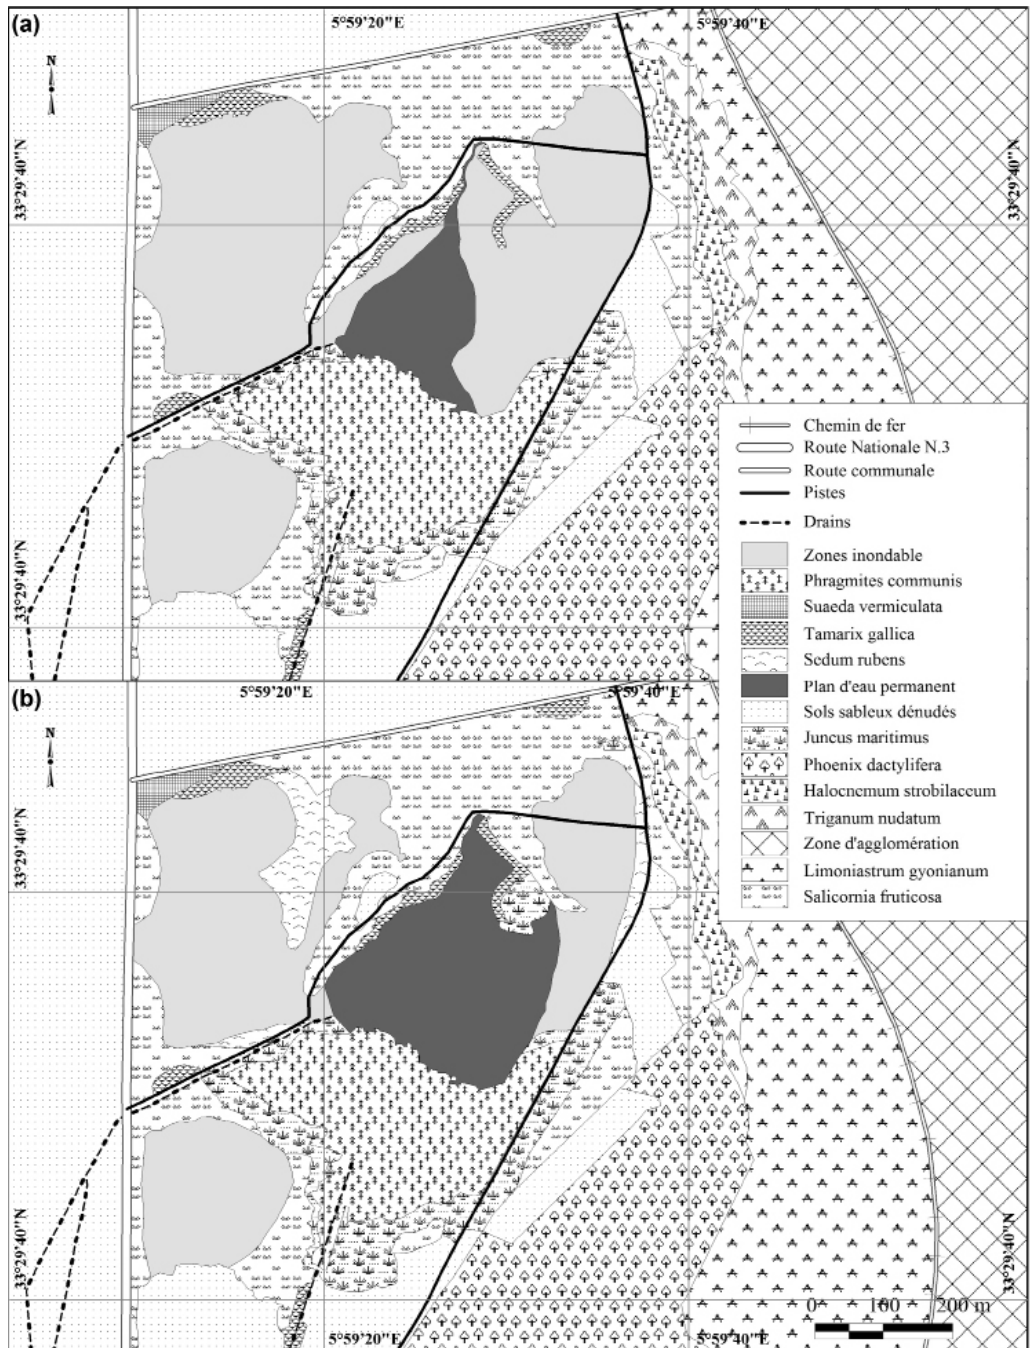 (a)
5°59'20"E
5°59'40"E
N
33°29'40"N
33°29'40"N
Chemin de fer
Route Nationale N.3
Route communale
Pistes
Drains
Zones inondable
Phragmites communis
Suaeda vermiculata
Tamarix gallica
Sedum rubens
Plan d'eau permanent
Sols sableux dénudés
Juncus maritimus
Phoenix dactylifera
Halocnemum strobilaceum
Triganum nudatum
Zone d'agglomération
Limoniastrum gyonianum
Salicornia fruticosa
33°29'40"N
(b)
5°59'20"E
5°59'40"E
N
33°29'40"N
33°29'40"N
33°29'40"N
0 100 200 m
5°59'20"E
5°59'40"E